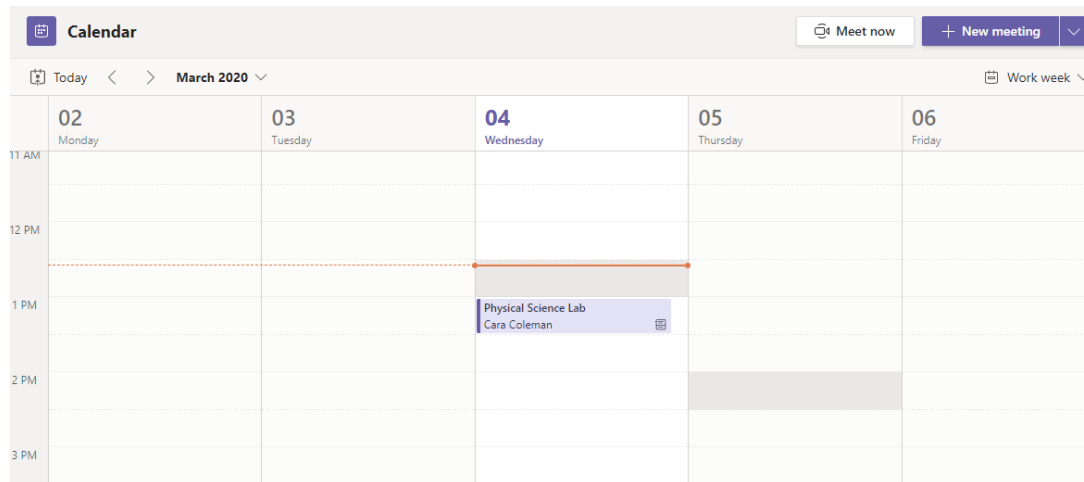 Calendar
Meet now
New meeting
Today
March 2020
Work week
02
03
04
05
06
Monday
Tuesday
Wednesday
Thursday
Friday
11 AM
12 PM
1 PM
Physical Science Lab
Cara Coleman
2 PM
3 PM